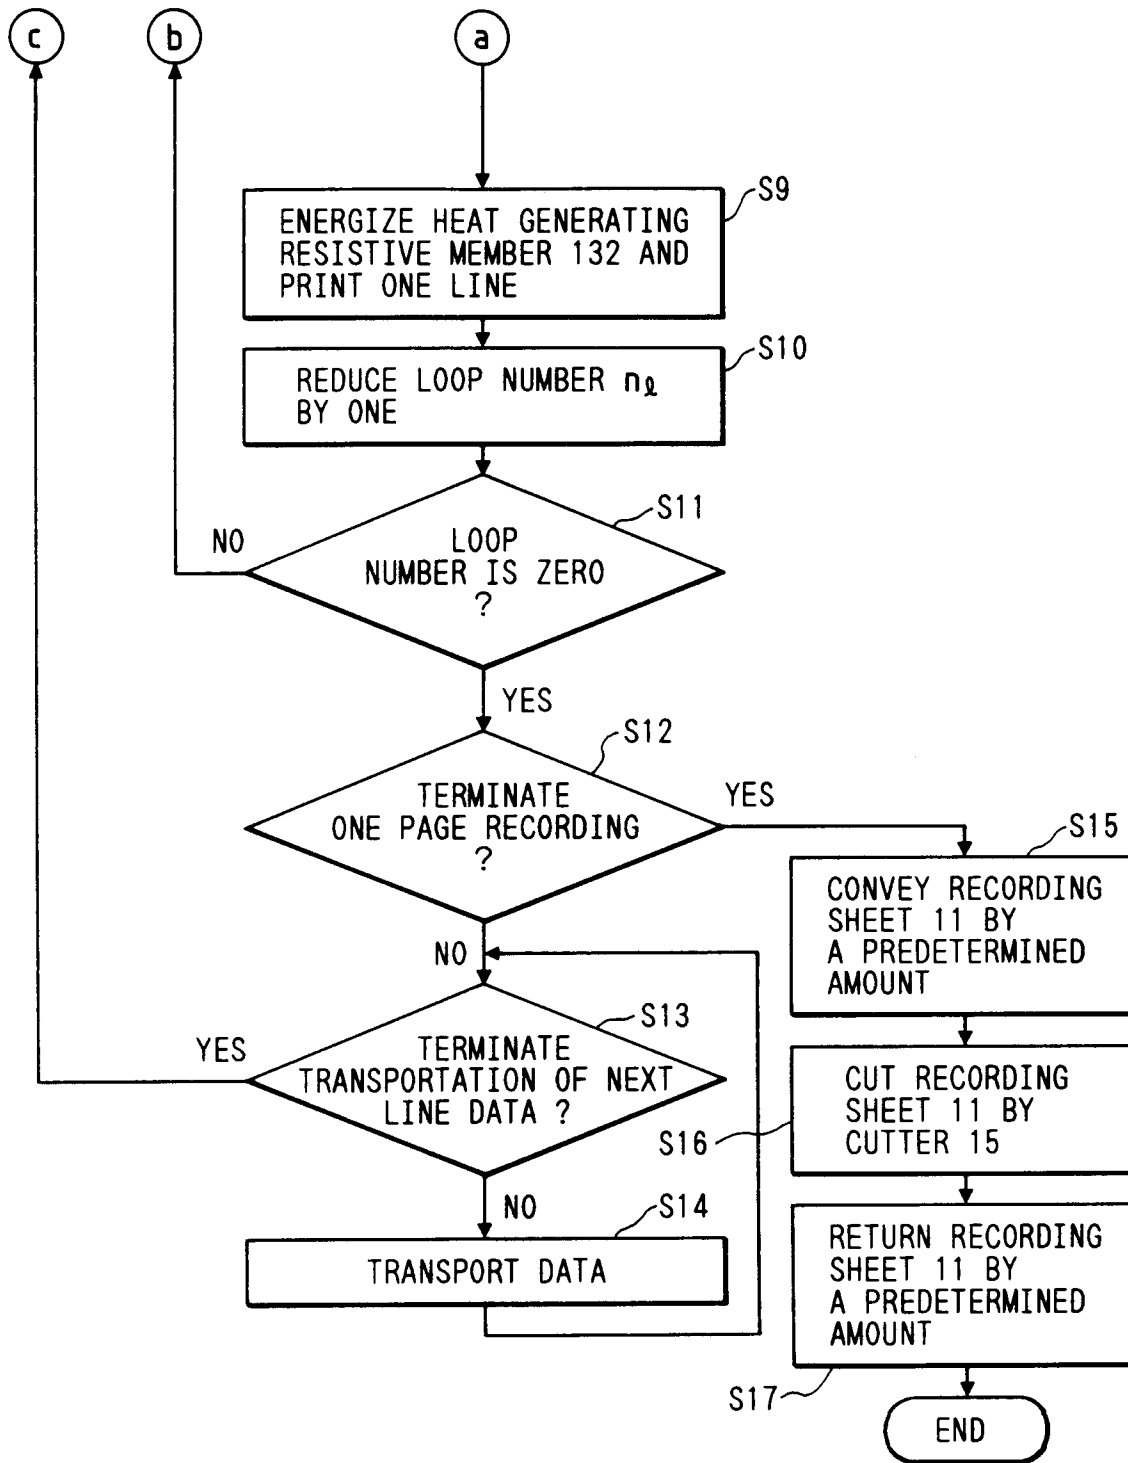 c
b
a
S9
ENERGIZE HEAT GENERATING
RESISTIVE MEMBER 132 AND
PRINT ONE LINE
S10
REDUCE LOOP NUMBER nℓ
BY ONE
S11
NO
LOOP
NUMBER IS ZERO
?
YES
S12
TERMINATE
ONE PAGE RECORDING
?
YES
S15
CONVEY RECORDING
SHEET 11 BY
A PREDETERMINED
AMOUNT
NO
S13
YES
TERMINATE
TRANSPORTATION OF NEXT
LINE DATA ?
S16
CUT RECORDING
SHEET 11 BY
CUTTER 15
NO
S14
TRANSPORT DATA
RETURN RECORDING
SHEET 11 BY
A PREDETERMINED
AMOUNT
S17
END